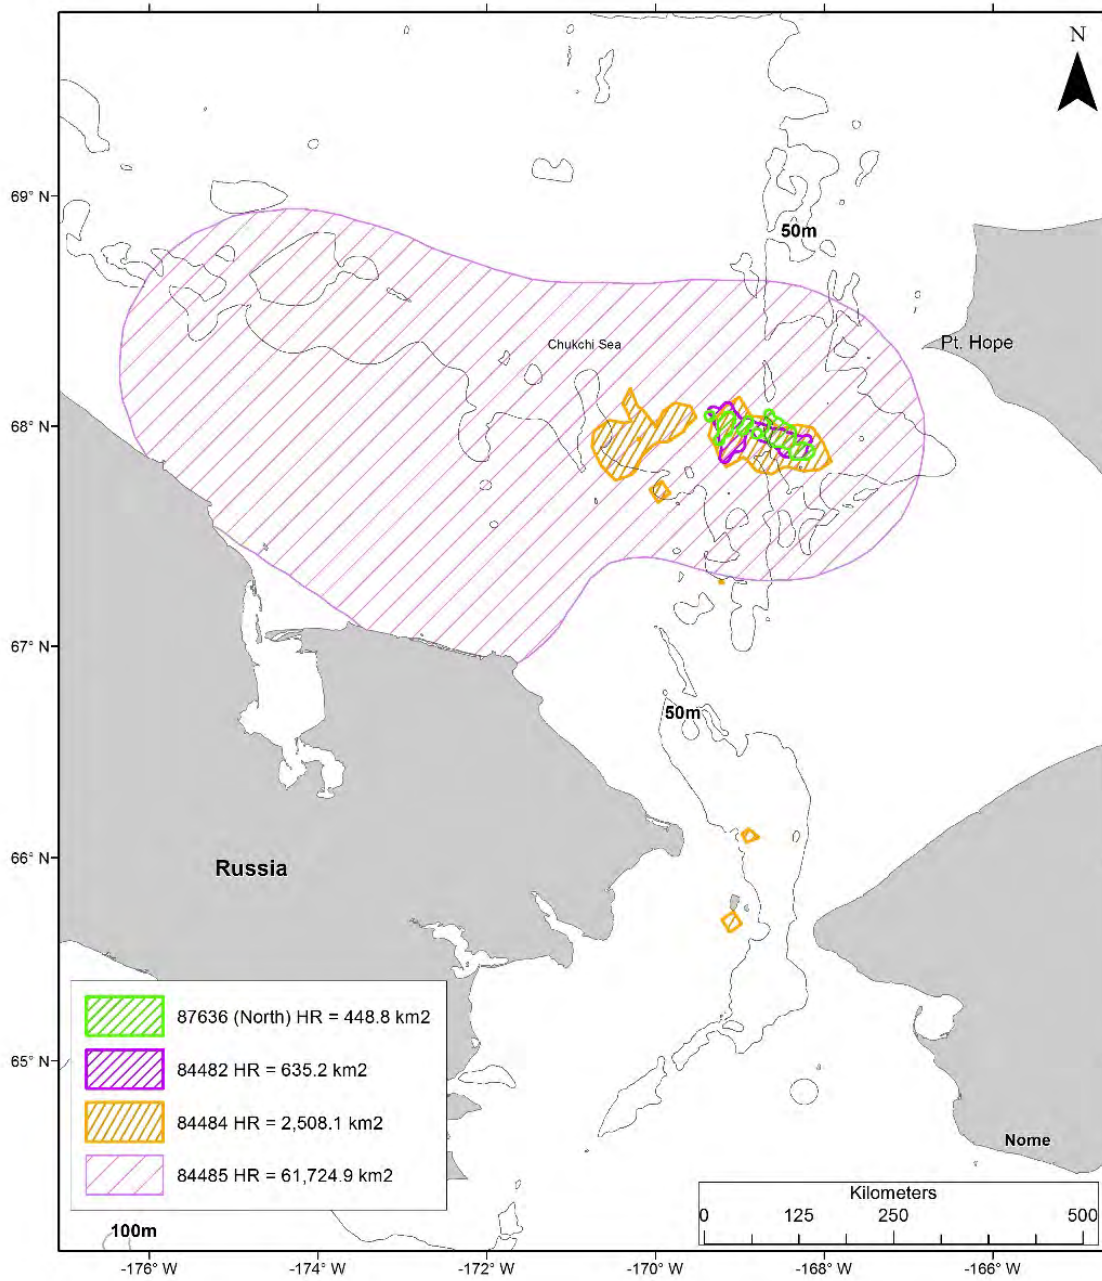 N
69° N
50m
Pt. Hope
Chukchi Sea
68° N
67° N
50m
66° N
Russia
87636 (North) HR = 448.8 km2
84482 HR = 635.2 km2
65° N
84484 HR = 2,508.1 km2
Nome
84485 HR = 61,724.9 km2
Kilometers
0 125 250 500
100m
-176° W -174° W -172° W -170° W -168° W -166° W